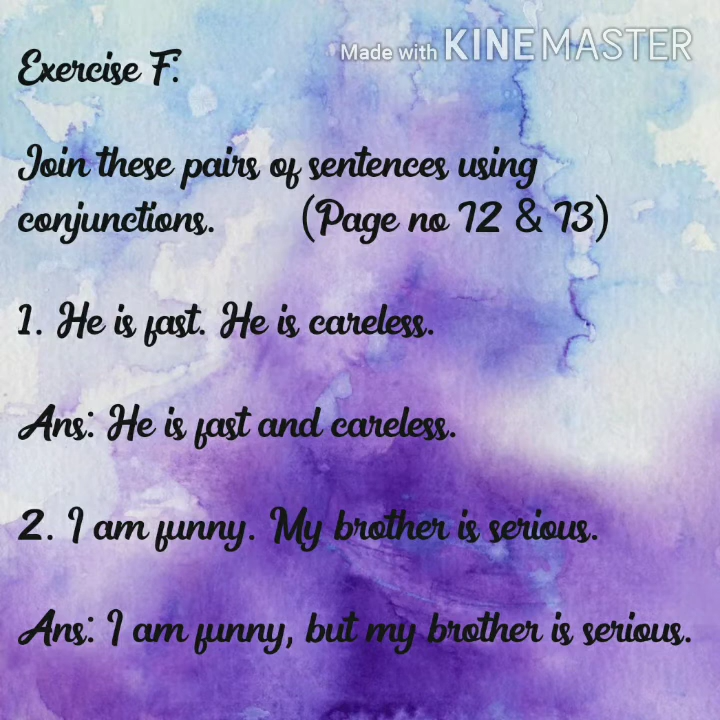 Made with KINEMASTER
Exercise F:
Join these pairs of sentences using
conjunctions. (Page no 12 & 13)
1. He is fast. He is careless.
Ans: He is fast and careless.
2. I am funny. My brother is serious.
Ans: I am funny, but my brother is serious.